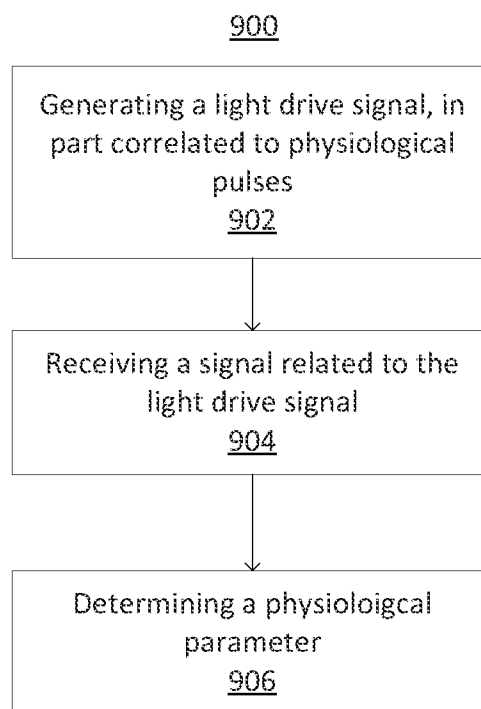 900
Generating a light drive signal, in
part correlated to physiological
pulses
902
Receiving a signal related to the
light drive signal
904
Determining a physioloigcal
parameter
906